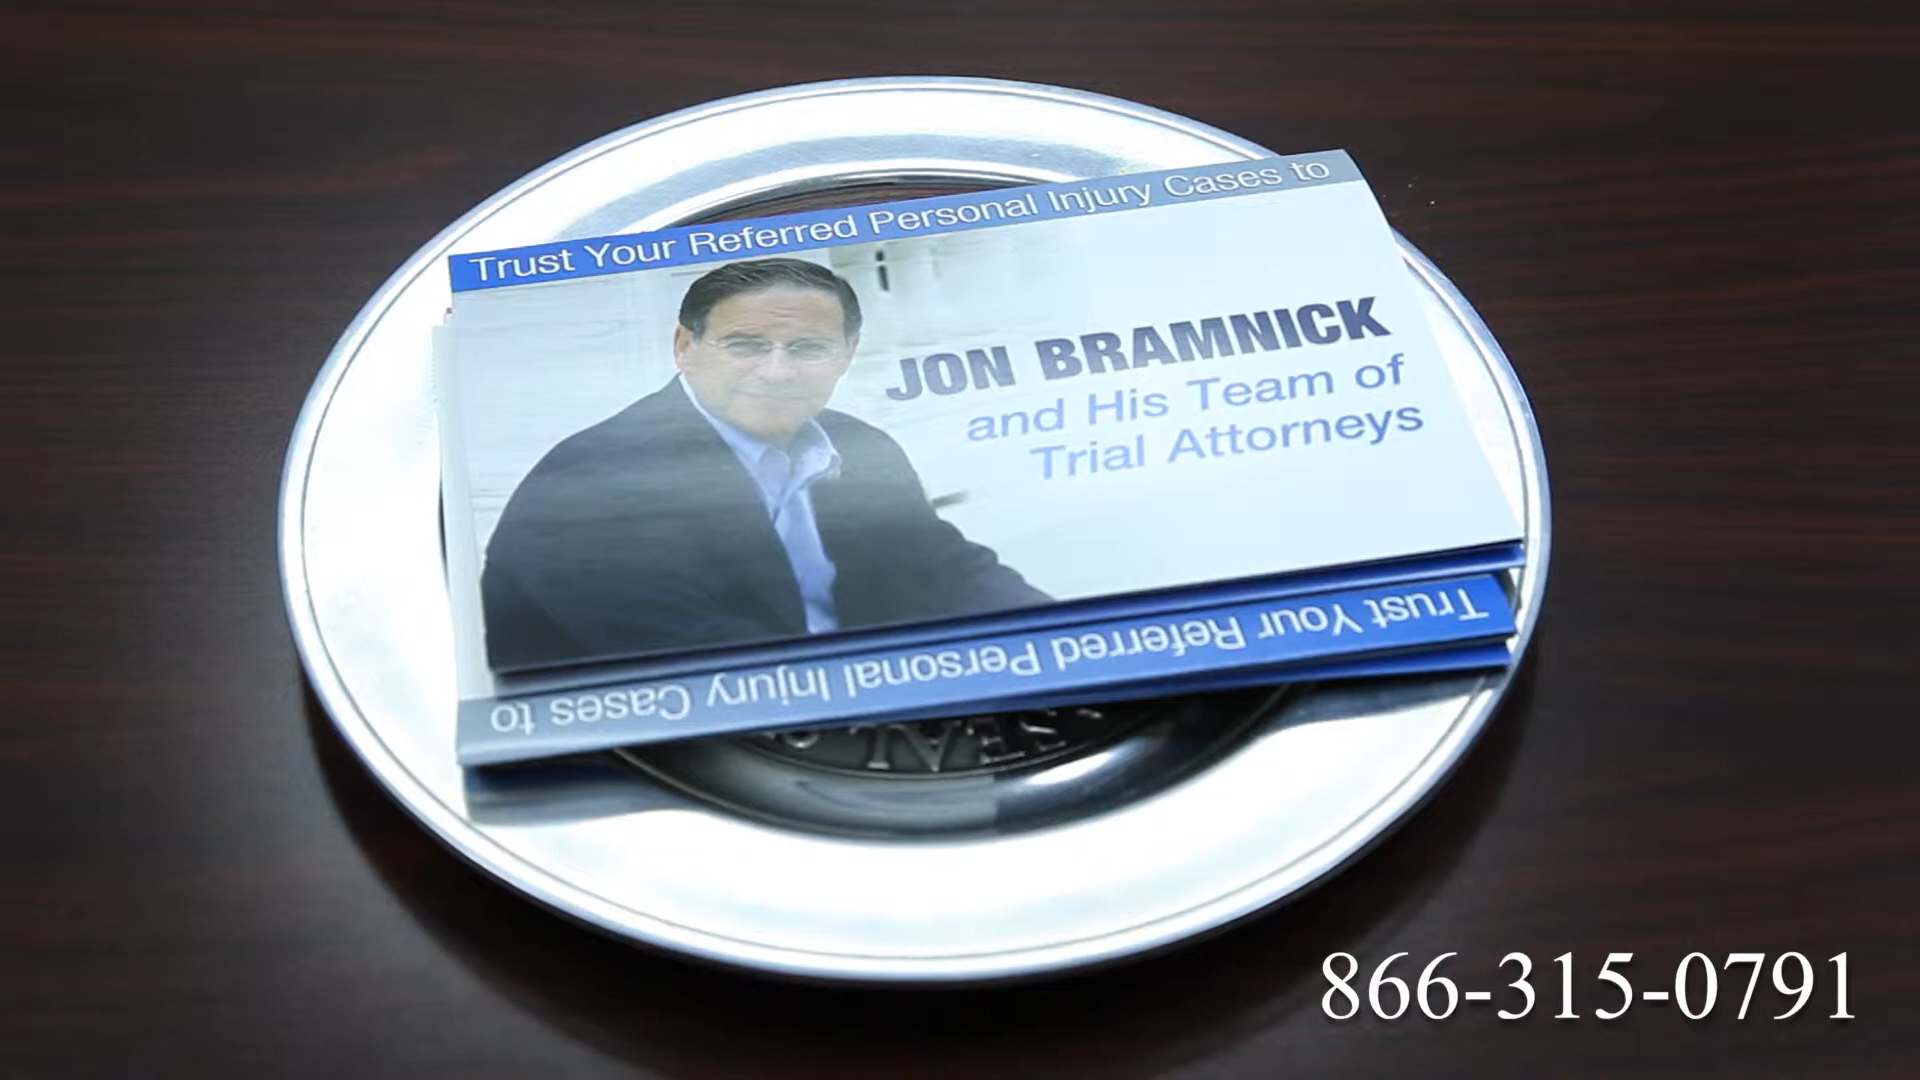 Trust Your Referred Personal Injury Cases to
JON BRAMNICK
and His Team of
Trial Attorneys
Trust Your Referred Personal Injury Cases to
SEAL
866-315-0791